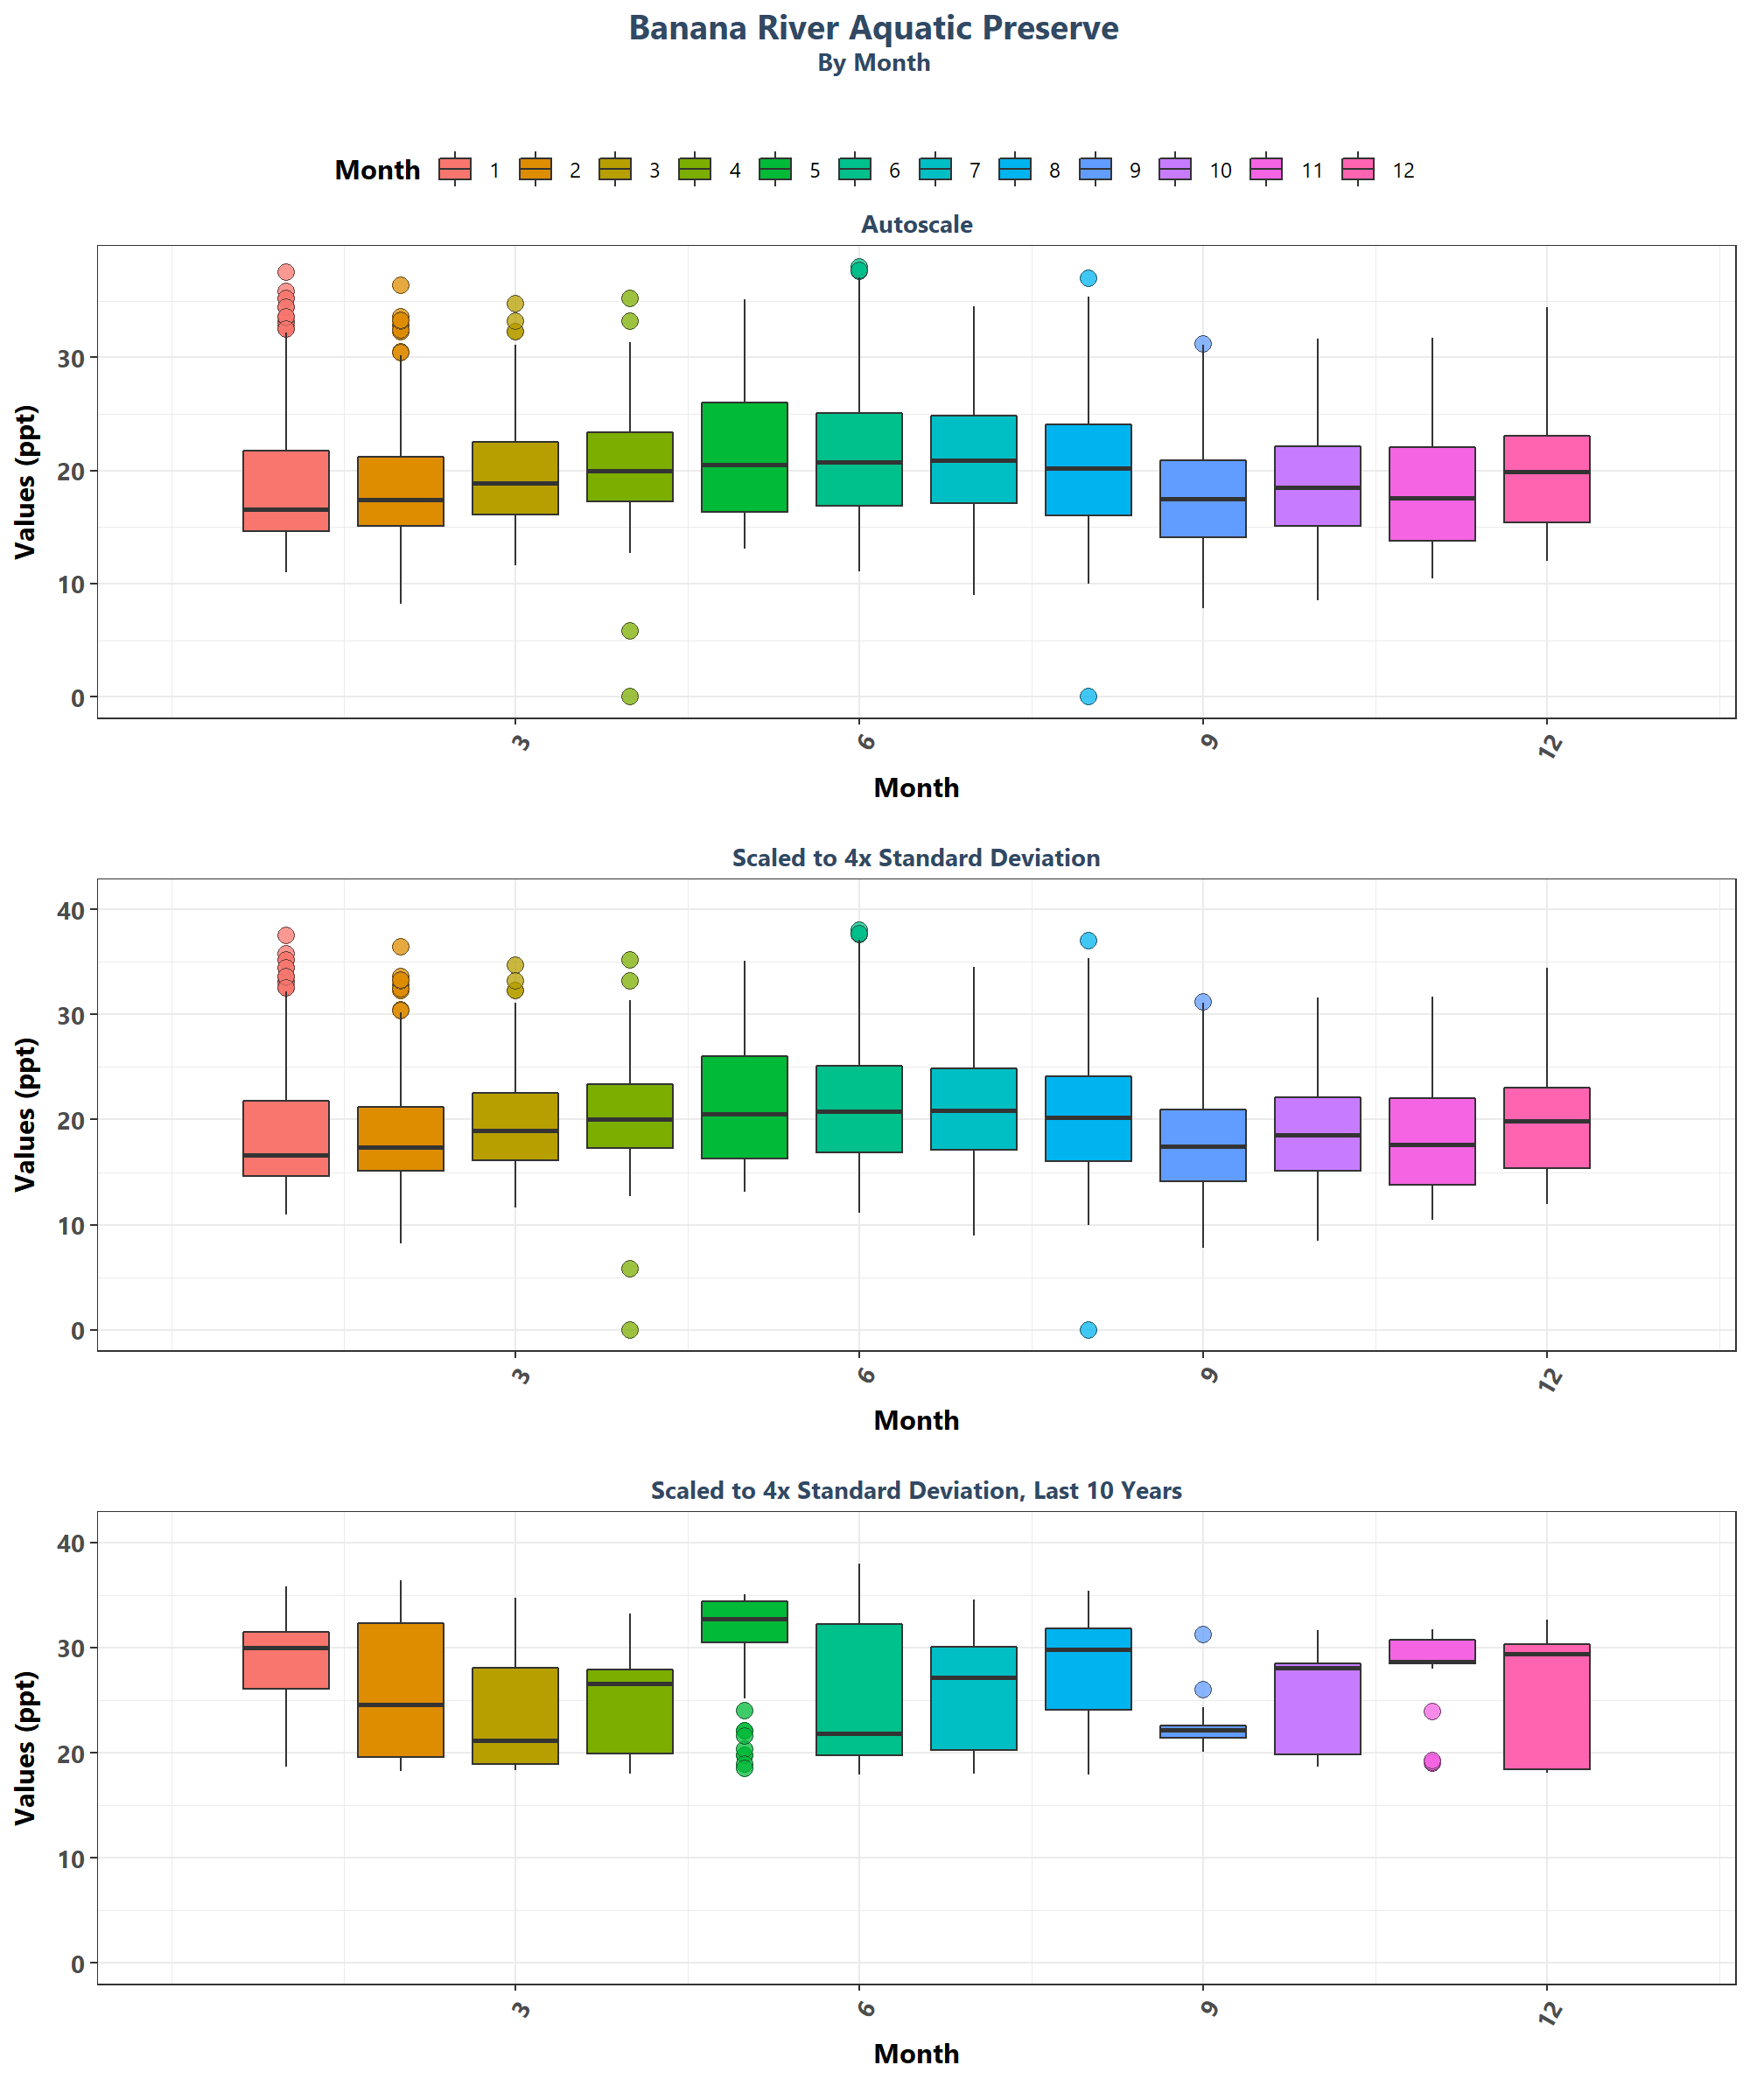 Banana River Aquatic Preserve
By Month
Month 1 2 3 4 5 6 7 8 9 10 11 12
Autoscale
Values (ppt)
30
20
10
0
3 6 9 12
Month
Scaled to 4x Standard Deviation
Values (ppt)
40
30
20
10
0
3 6 9 12
Month
Scaled to 4x Standard Deviation, Last 10 Years
Values (ppt)
40
30
20
10
0
3 6 9 12
Month